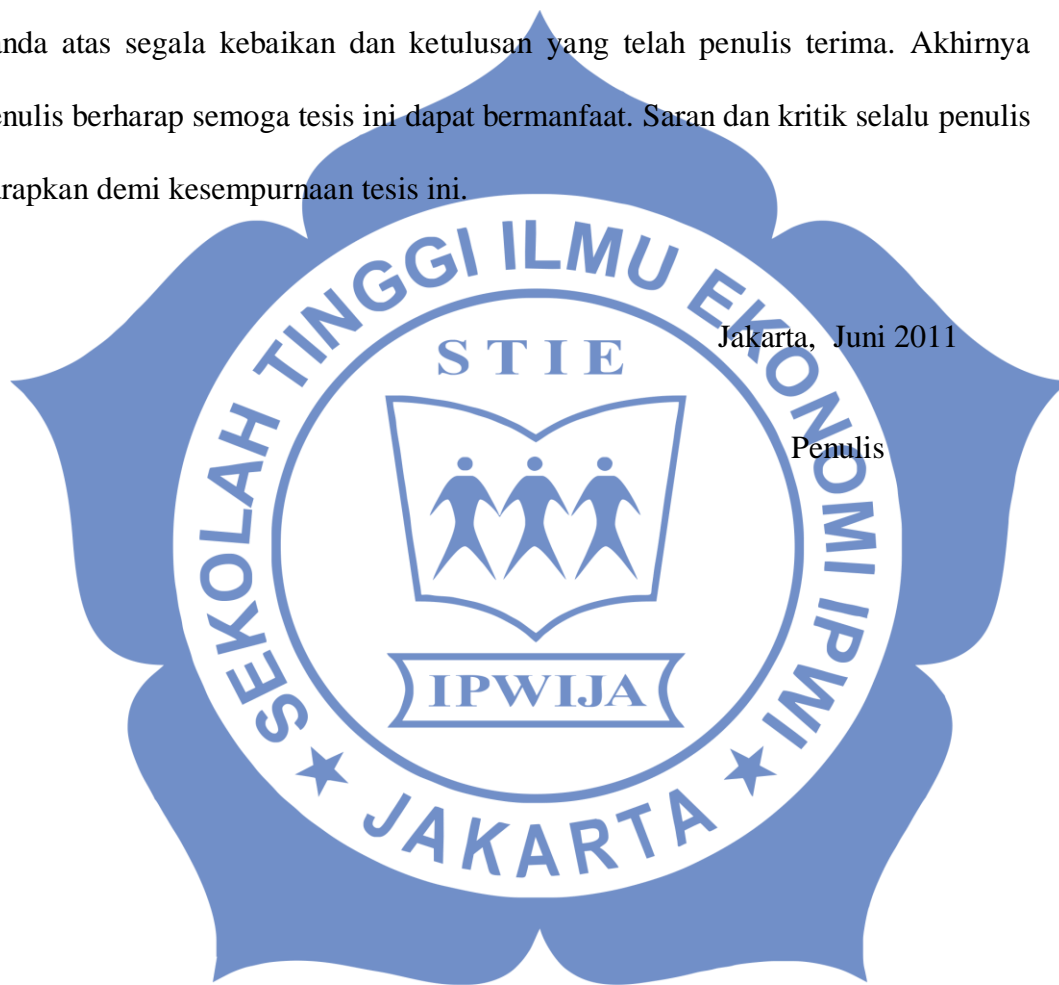 anda atas segala kebaikan dan ketulusan yang telah penulis terima. Akhirnya
enulis berharap semoga tesis ini dapat bermanfaat. Saran dan kritik selalu penulis
arapkan demi kesempurnaan tesis ini.
Jakarta, Juni 2011
Penulis
SEKOLAH TINGGI ILMU EKONOMI IPWI
STIE
IPWIJA
★ JAKARTA ★